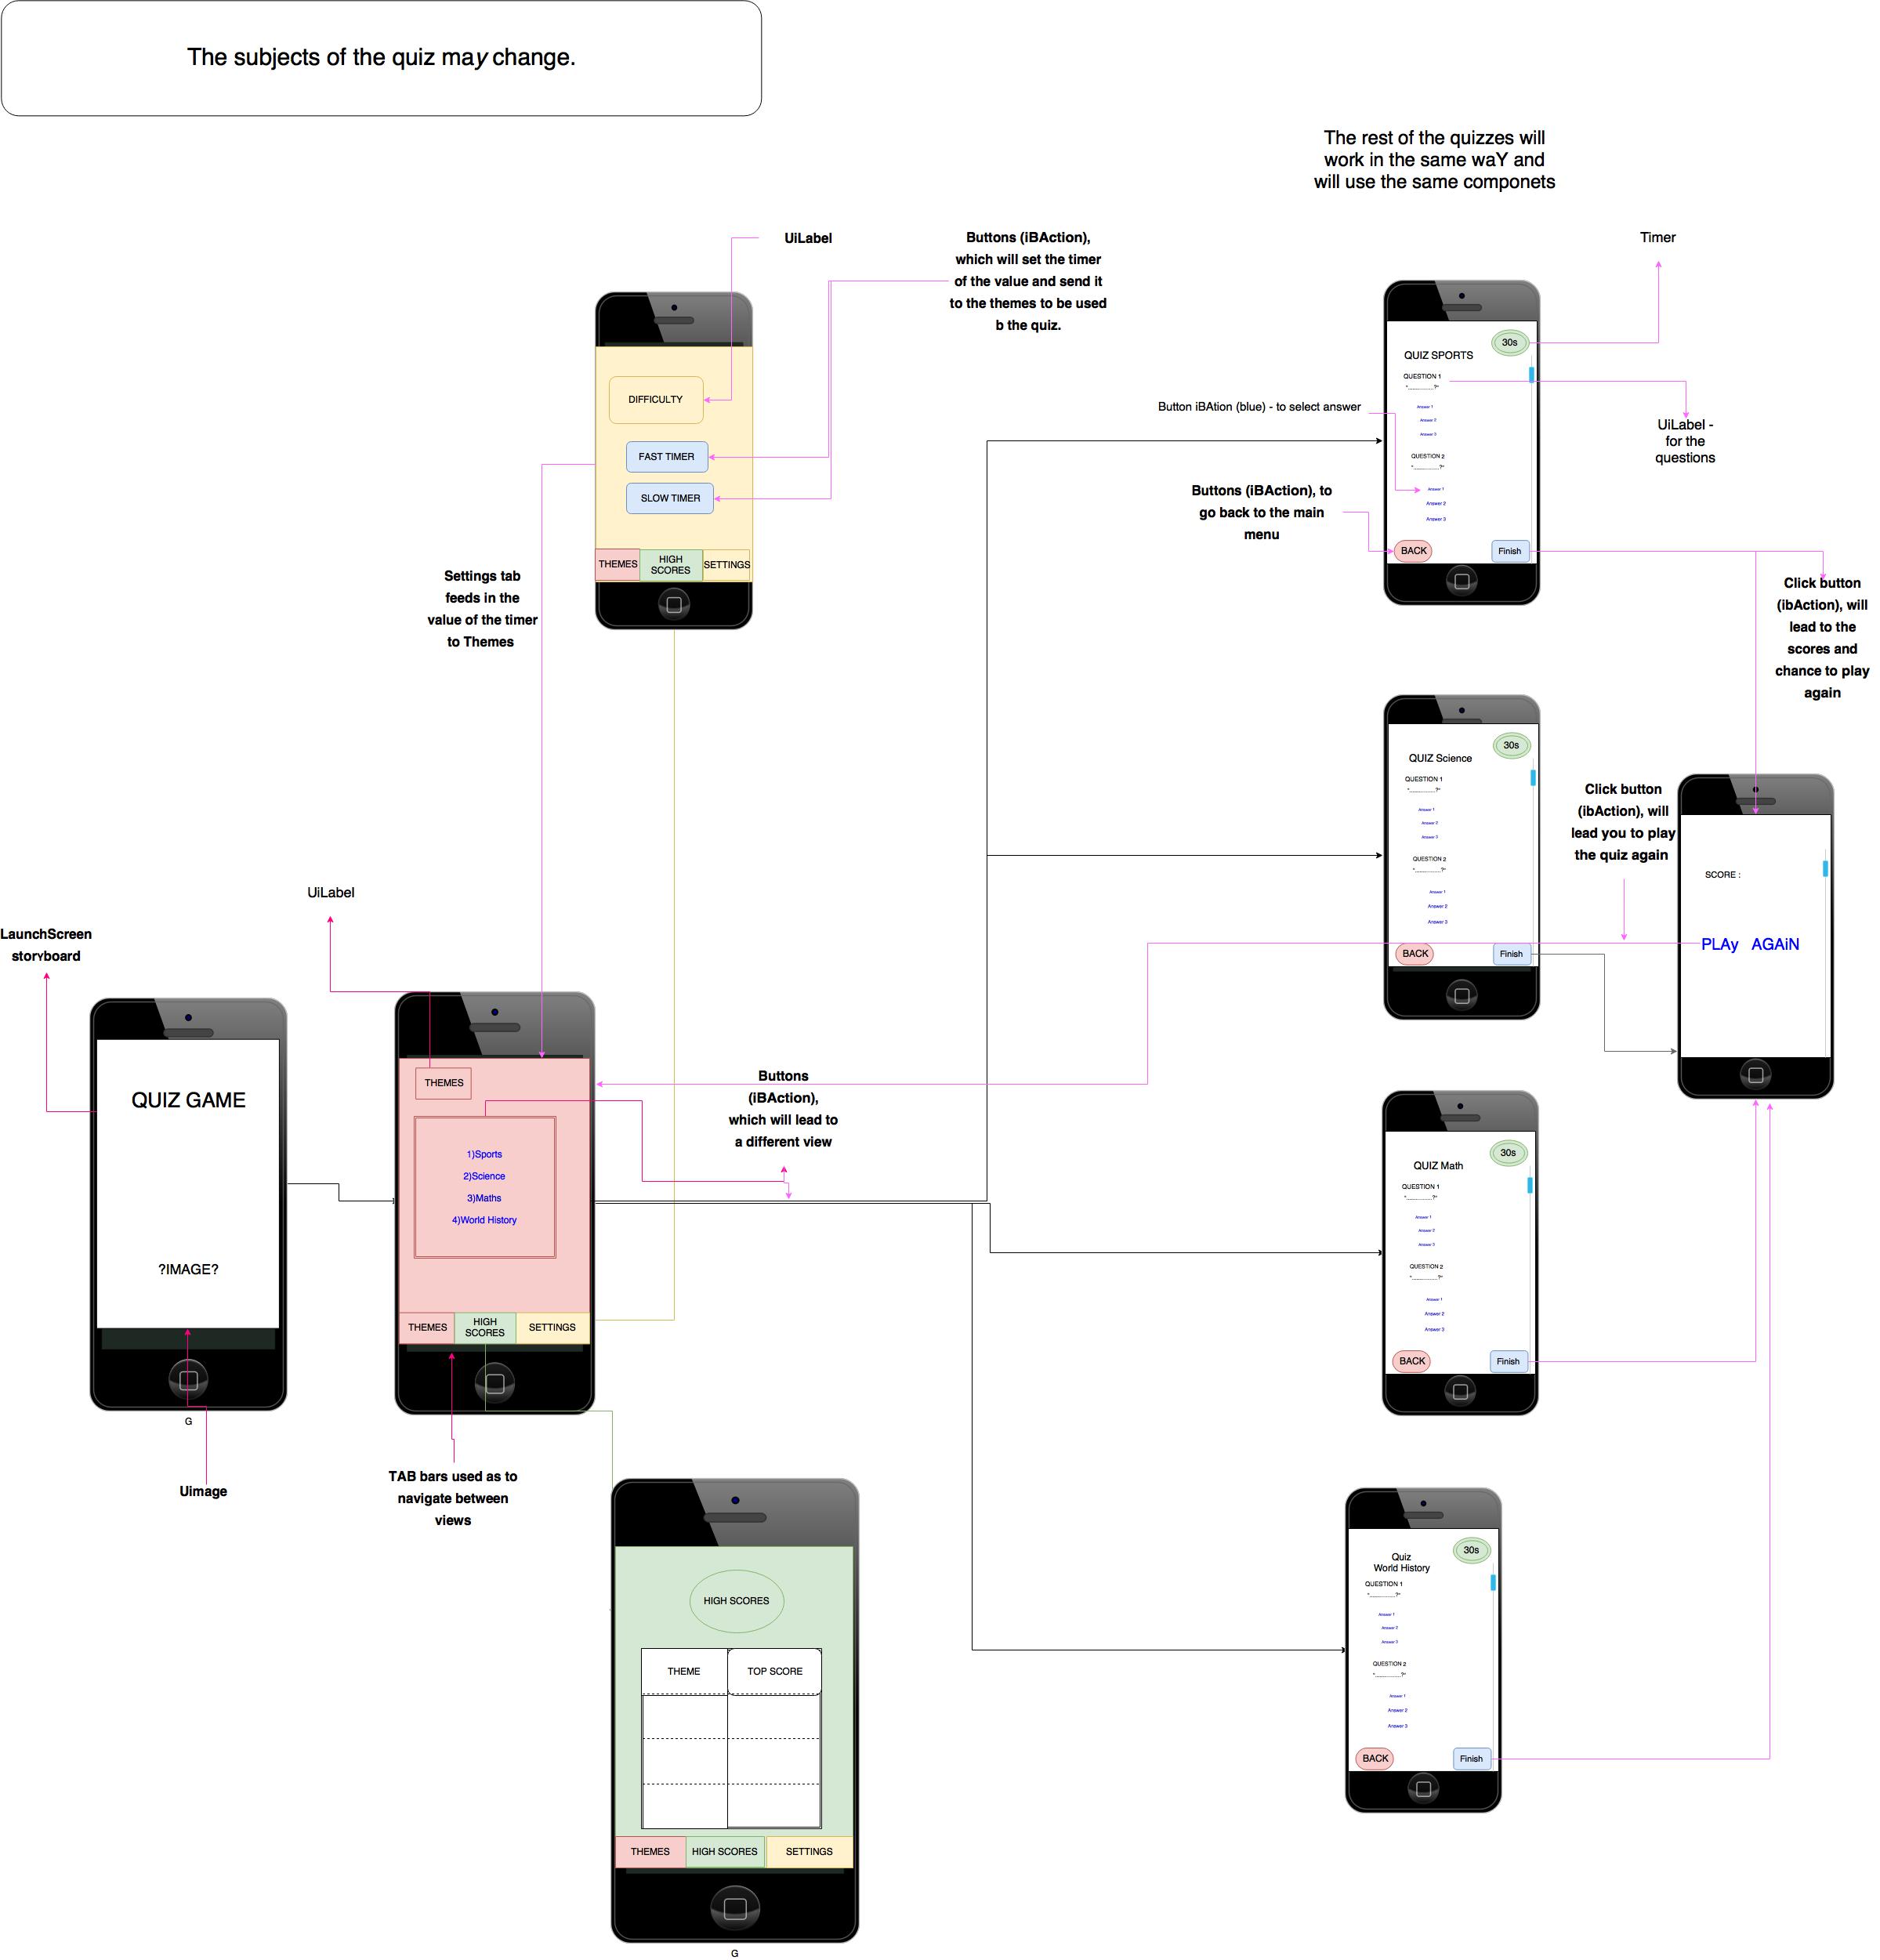 The subjects of the quiz may change.
The rest of the quizzes will
work in the same waY and
will use the same componets
UiLabel
Buttons (iBAction),
which will set the timer
of the value and send it
to the themes to be used
b the quiz.
Timer
DIFFICULTY
FAST TIMER
SLOW TIMER
THEMES
HIGH
SCORES
SETTINGS
Settings tab
feeds in the
value of the timer
to Themes
30s
QUIZ SPORTS
QUESTION 1
"_________?"
Answer 1
Answer 2
Answer 3
QUESTION 2
"_________?"
Answer 1
Answer 2
Answer 3
BACK
Finish
Button iBAtion (blue) - to select answer
Buttons (iBAction), to
go back to the main
menu
UiLabel -
for the
questions
Click button
(ibAction), will
lead to the
scores and
chance to play
again
30s
QUIZ Science
QUESTION 1
"_________?"
Answer 1
Answer 2
Answer 3
QUESTION 2
"_________?"
Answer 1
Answer 2
Answer 3
BACK
Finish
Click button
(ibAction), will
lead you to play
the quiz again
SCORE :
PLAy AGAiN
UiLabel
LaunchScreen
storyboard
QUIZ GAME
?IMAGE?
G
Uimage
THEMES
1)Sports
2)Science
3)Maths
4)World History
THEMES
HIGH
SCORES
SETTINGS
Buttons
(iBAction),
which will lead to
a different view
TAB bars used as to
navigate between
views
30s
QUIZ Math
QUESTION 1
"_________?"
Answer 1
Answer 2
Answer 3
QUESTION 2
"_________?"
Answer 1
Answer 2
Answer 3
BACK
Finish
HIGH SCORES
THEME
TOP SCORE
THEMES
HIGH SCORES
SETTINGS
G
30s
Quiz
World History
QUESTION 1
"_________?"
Answer 1
Answer 2
Answer 3
QUESTION 2
"_________?"
Answer 1
Answer 2
Answer 3
BACK
Finish